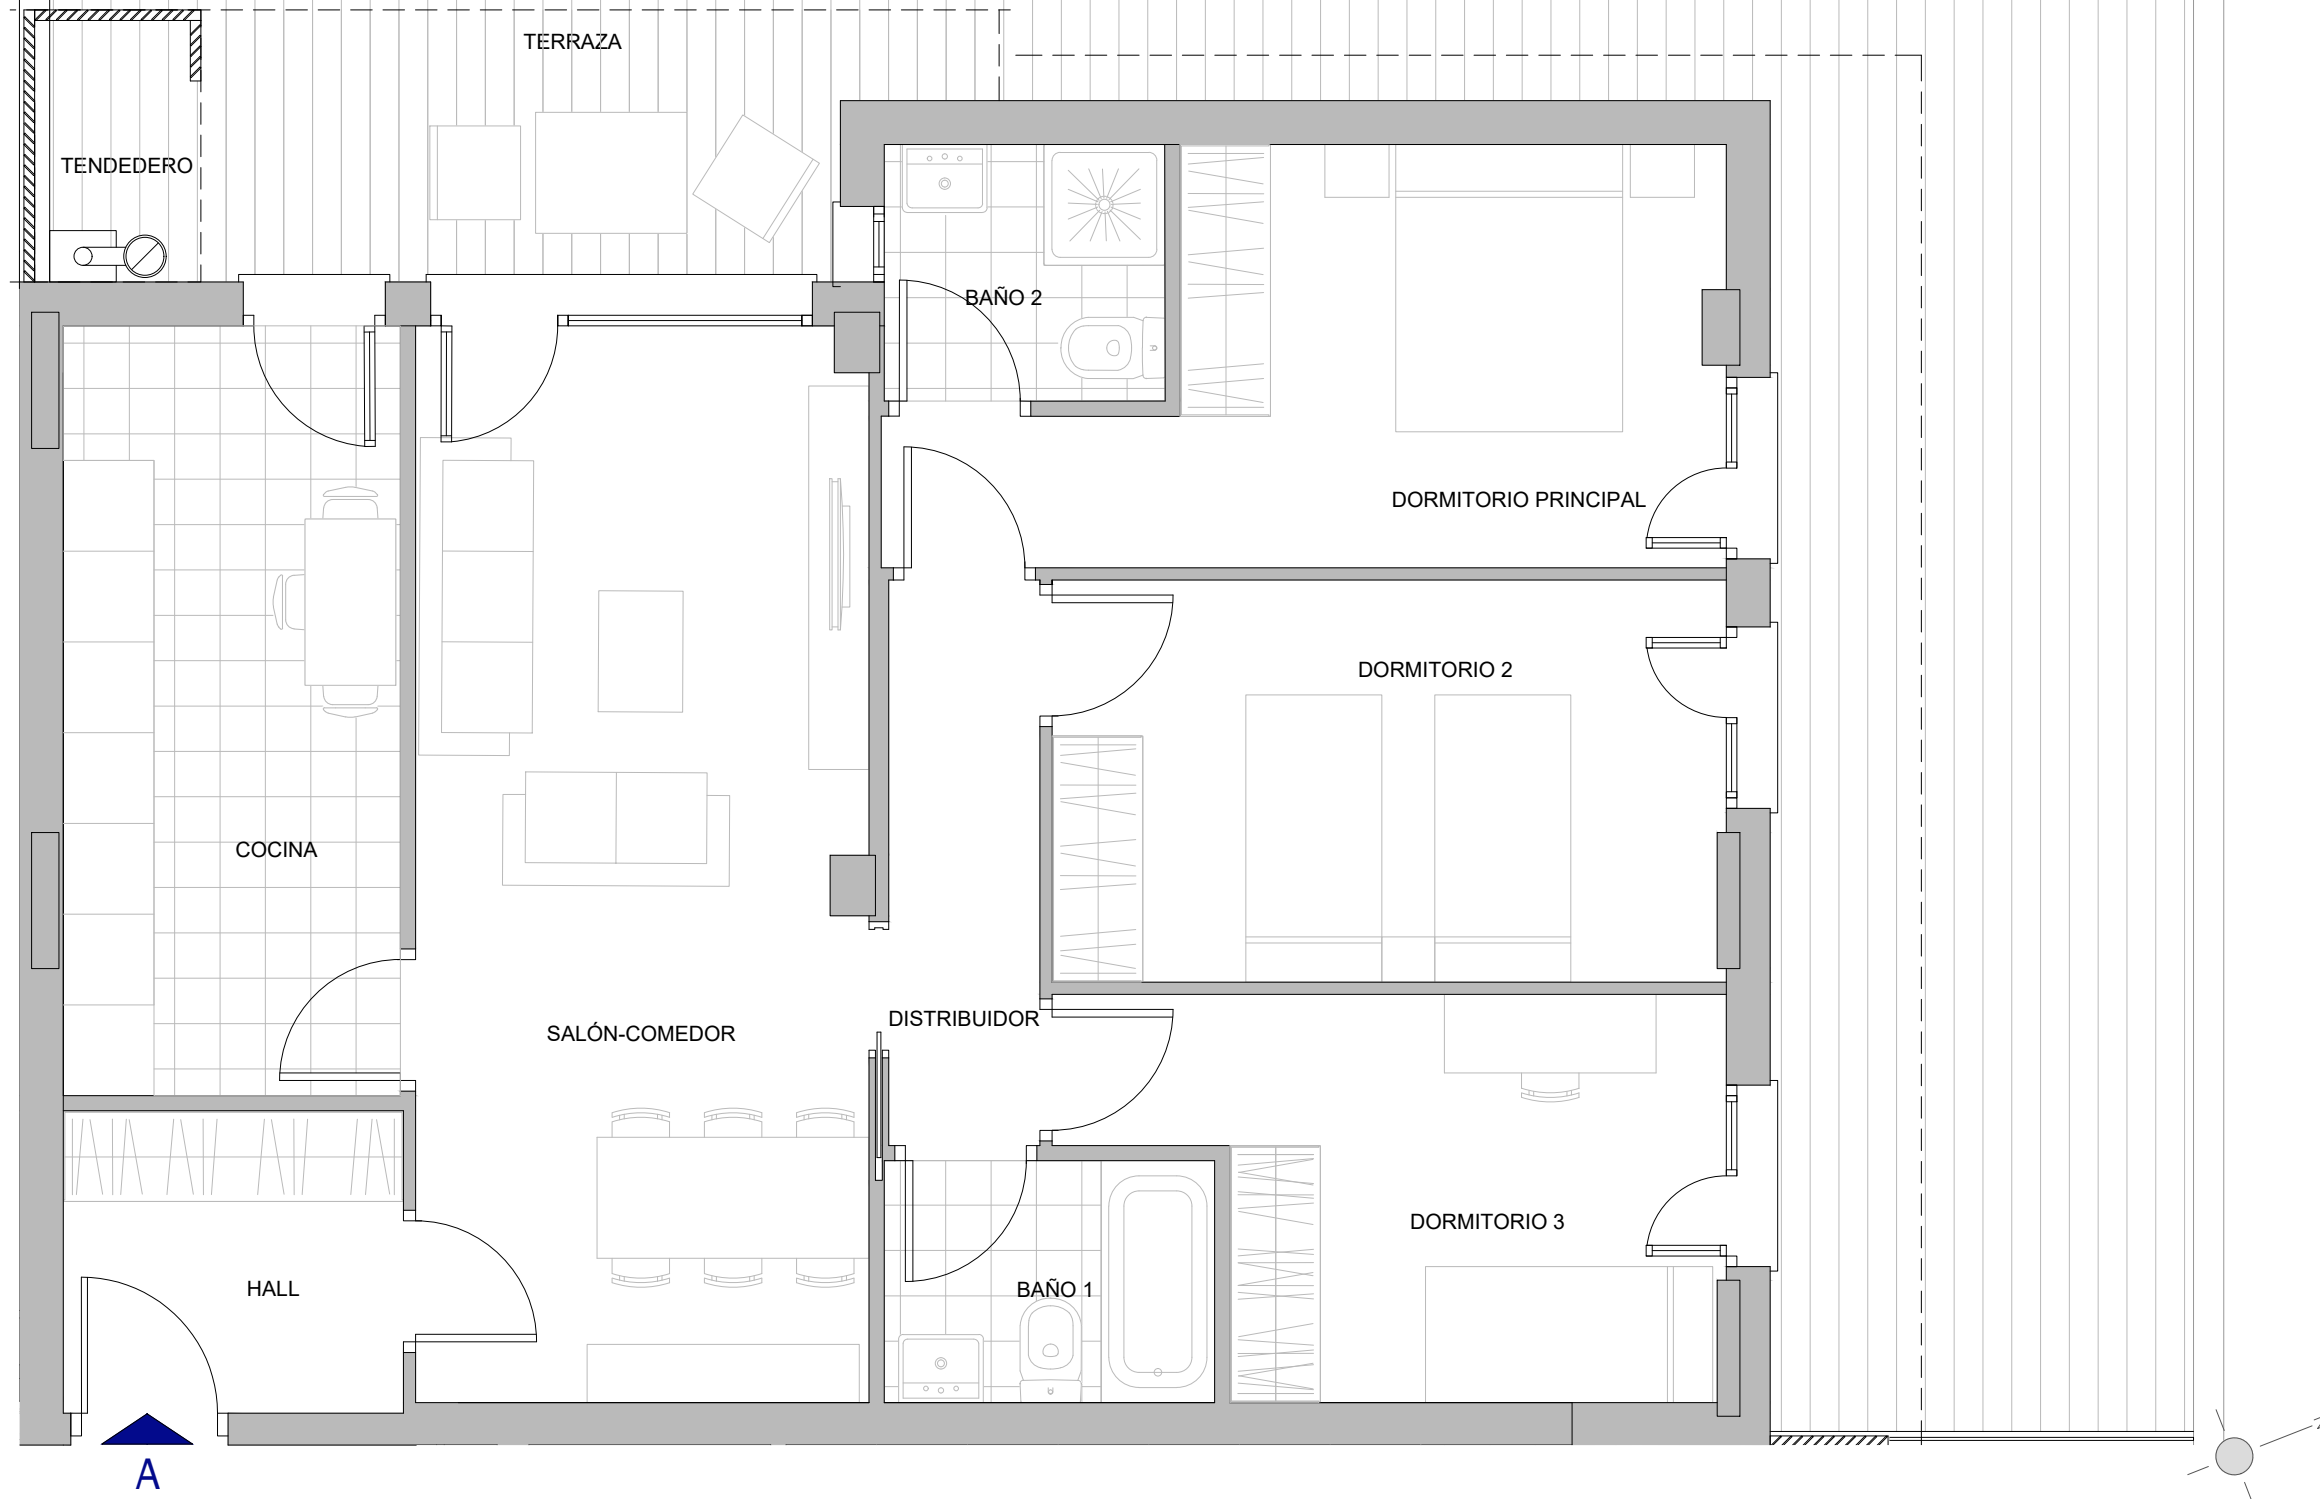 TERRAZA
TENDEDERO
BAÑO 2
DORMITORIO PRINCIPAL
DORMITORIO 2
COCINA
DISTRIBUIDOR
SALÓN-COMEDOR
DORMITORIO 3
HALL
BAÑO 1
A